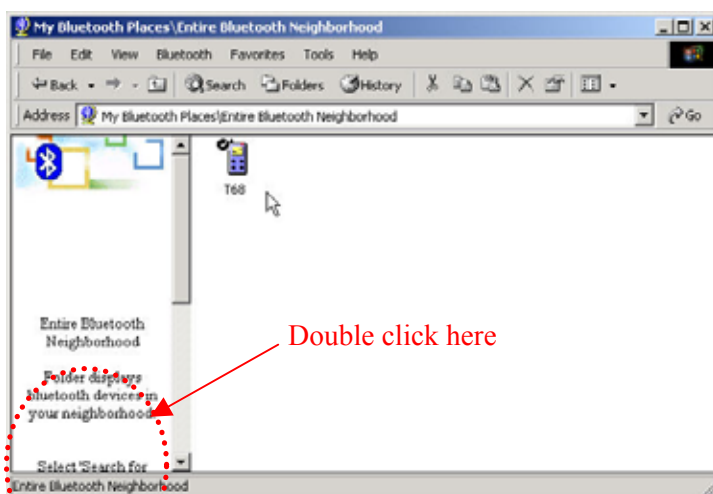 My Bluetooth Places\Entire Bluetooth Neighborhood
File Edit View Bluetooth Favorites Tools Help
Back Search Folders History
Address My Bluetooth Places\Entire Bluetooth Neighborhood Go
T68
Entire Bluetooth
Neighborhood
Double click here
Folder displays
bluetooth devices in
your neighborhood
Select 'Search for
Entire Bluetooth Neighborhood